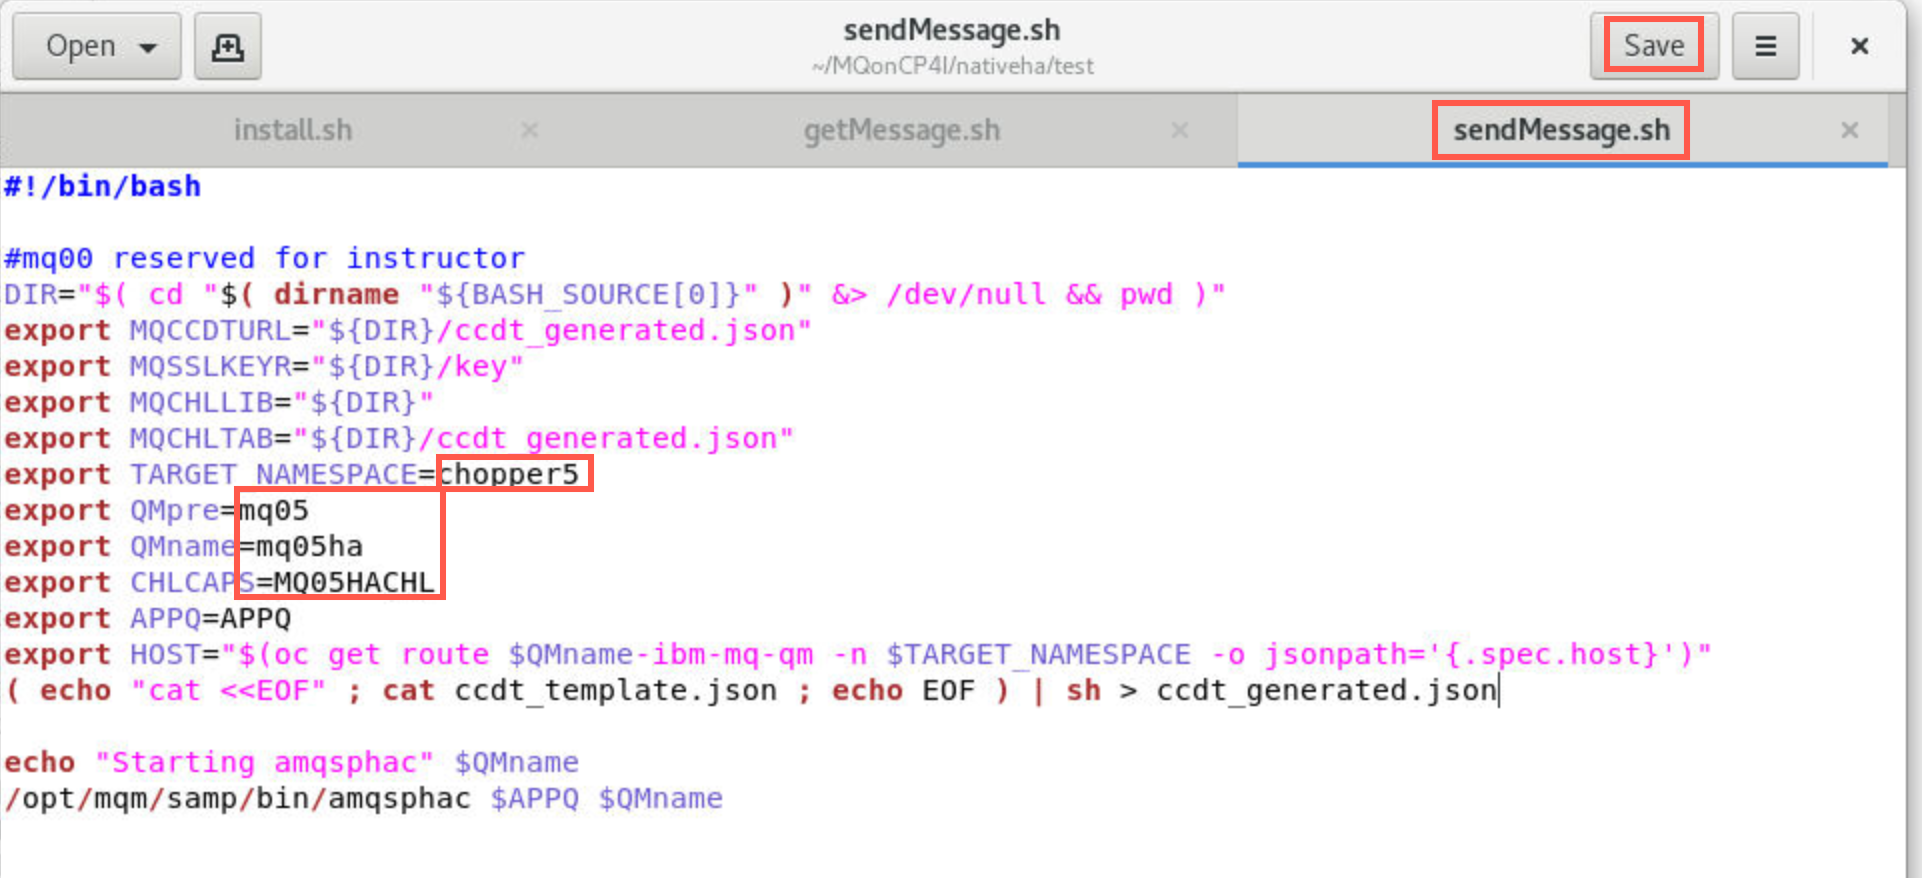 Open
sendMessage.sh
~/MQonCP4I/nativeha/test
Save
install.sh
getMessage.sh
sendMessage.sh
#!/bin/bash
#mq00 reserved for instructor
DIR="$( cd "$( dirname "${BASH_SOURCE[0]}" )" &> /dev/null && pwd )"
export MQCCDTURL="${DIR}/ccdt_generated.json"
export MQSSLKEYR="${DIR}/key"
export MQCHLLIB="${DIR}"
export MQCHLTAB="${DIR}/ccdt_generated.json"
export TARGET_NAMESPACE=chopper5
export QMpre=mq05
export QMname=mq05ha
export CHLCAPS=MQ05HACHL
export APPQ=APPQ
export HOST="$(oc get route $QMname-ibm-mq-qm -n $TARGET_NAMESPACE -o jsonpath='{.spec.host}')"
( echo "cat <<EOF" ; cat ccdt_template.json ; echo EOF ) | sh > ccdt_generated.json
echo "Starting amqsphac" $QMname
/opt/mqm/samp/bin/amqsphac $APPQ $QMname